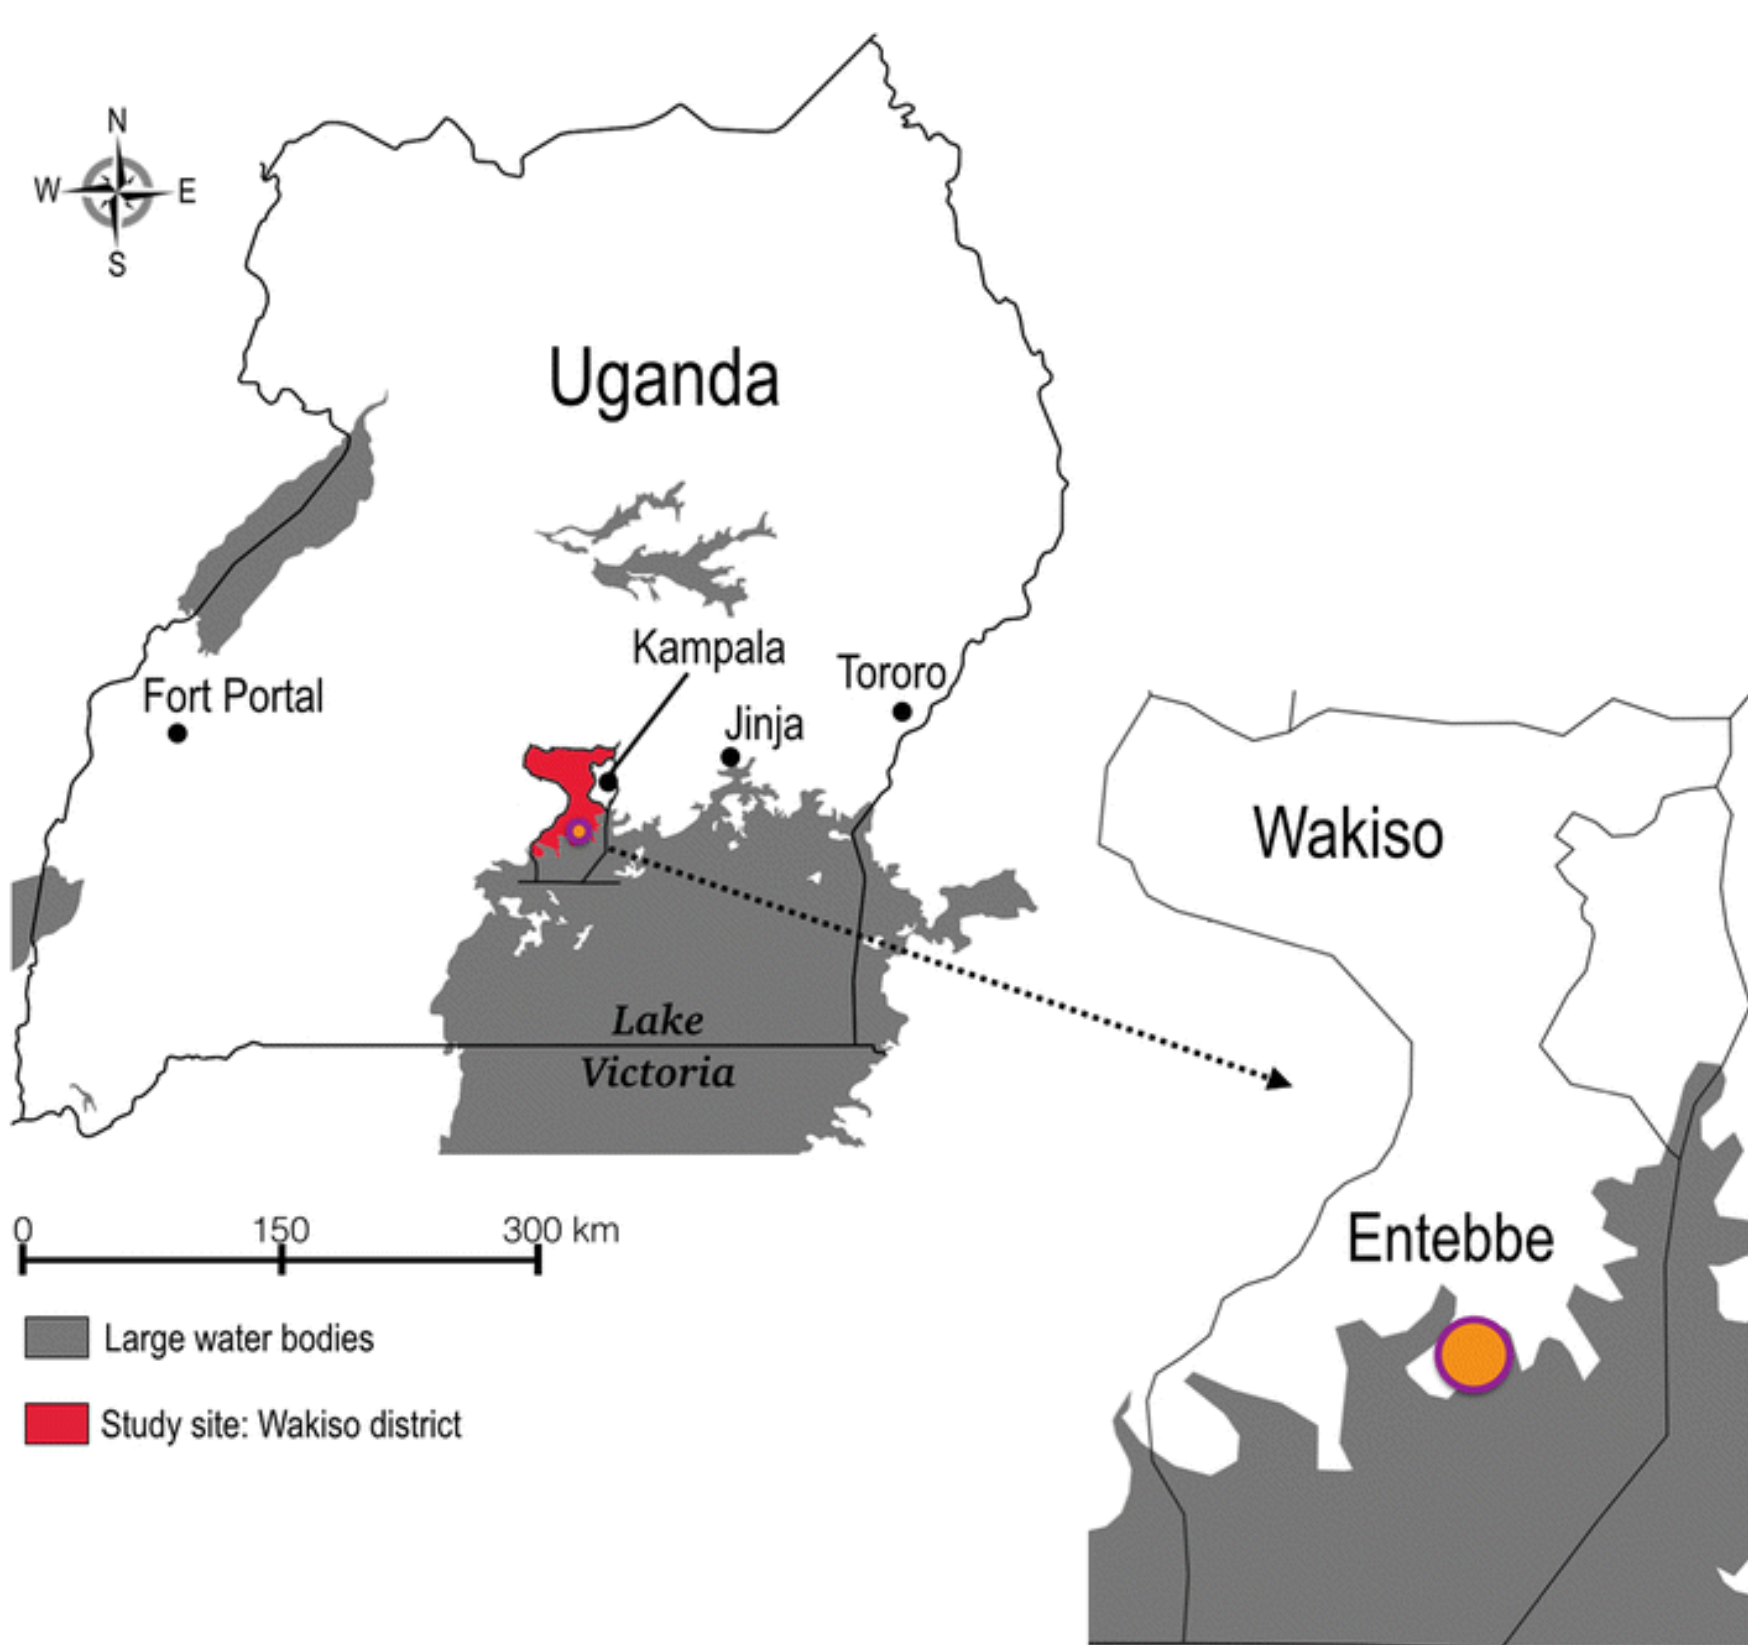 N
W
E
S
Uganda
Kampala
Tororo
Fort Portal
Jinja
Wakiso
Lake
Victoria
Entebbe
0
150
300 km
Large water bodies
Study site: Wakiso district